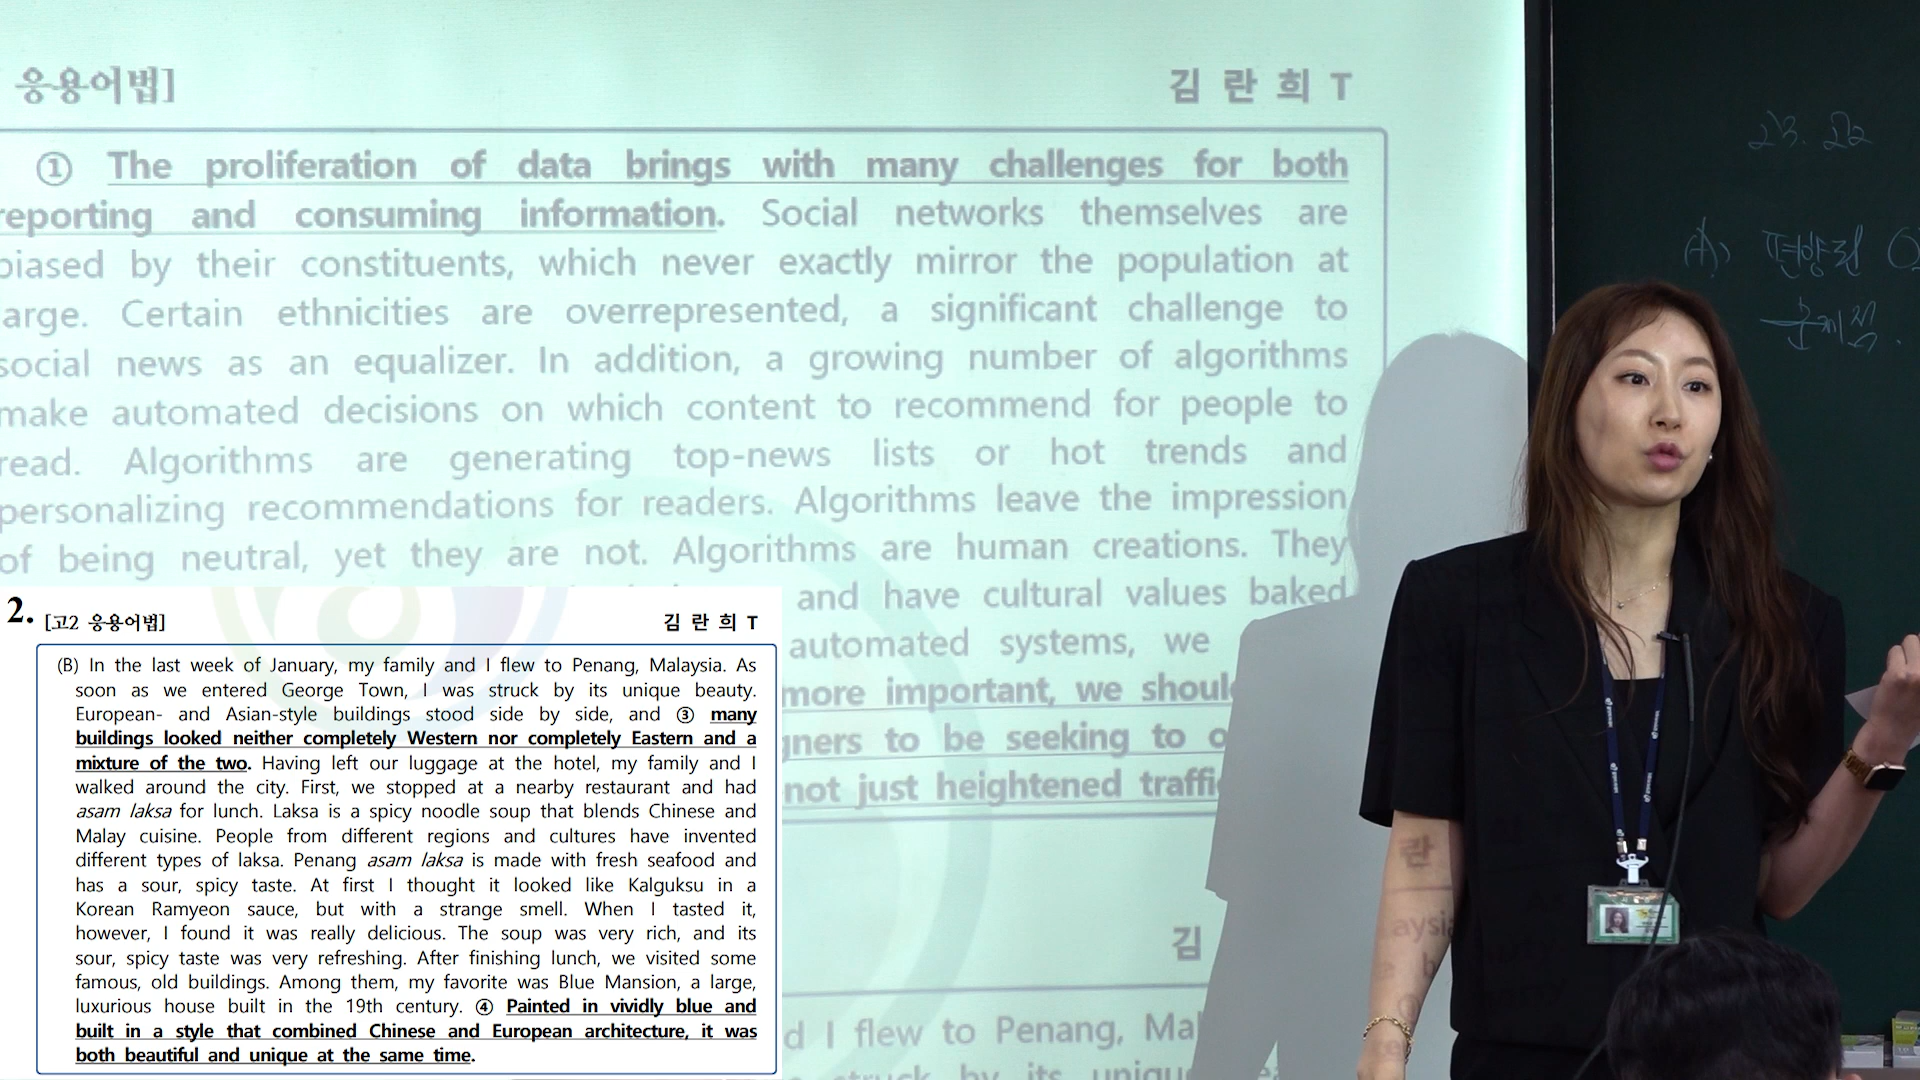 응용어법]
김 란 희 T
① The proliferation of data brings with many challenges for both
reporting and consuming information. Social networks themselves are
biased by their constituents, which never exactly mirror the population at
large. Certain ethnicities are overrepresented, a significant challenge to
social news as an equalizer. In addition, a growing number of algorithms
make automated decisions on which content to recommend for people to
read. Algorithms are generating top-news lists or hot trends and
personalizing recommendations for readers. Algorithms leave the impression
of being neutral, yet they are not. Algorithms are human creations. They
and have cultural values baked
automated systems, we
more important, we should
to be seeking to
not just heightened traffic
김
d I flew to Penang, Mal
struck by its unique
23. 고2
(A) 편향된
문제점.
2. [고2 응용어법]
김 란 희 T
(B) In the last week of January, my family and I flew to Penang, Malaysia. As
soon as we entered George Town, I was struck by its unique beauty.
European- and Asian-style buildings stood side by side, and ③ many
buildings looked neither completely Western nor completely Eastern and a
mixture of the two. Having left our luggage at the hotel, my family and I
walked around the city. First, we stopped at a nearby restaurant and had
asam laksa for lunch. Laksa is a spicy noodle soup that blends Chinese and
Malay cuisine. People from different regions and cultures have invented
different types of laksa. Penang asam laksa is made with fresh seafood and
has a sour, spicy taste. At first I thought it looked like Kalguksu in a
Korean Ramyeon sauce, but with a strange smell. When I tasted it,
however, I found it was really delicious. The soup was very rich, and its
sour, spicy taste was very refreshing. After finishing lunch, we visited some
famous, old buildings. Among them, my favorite was Blue Mansion, a large,
luxurious house built in the 19th century. ④ Painted in vividly blue and
built in a style that combined Chinese and European architecture, it was
both beautiful and unique at the same time.